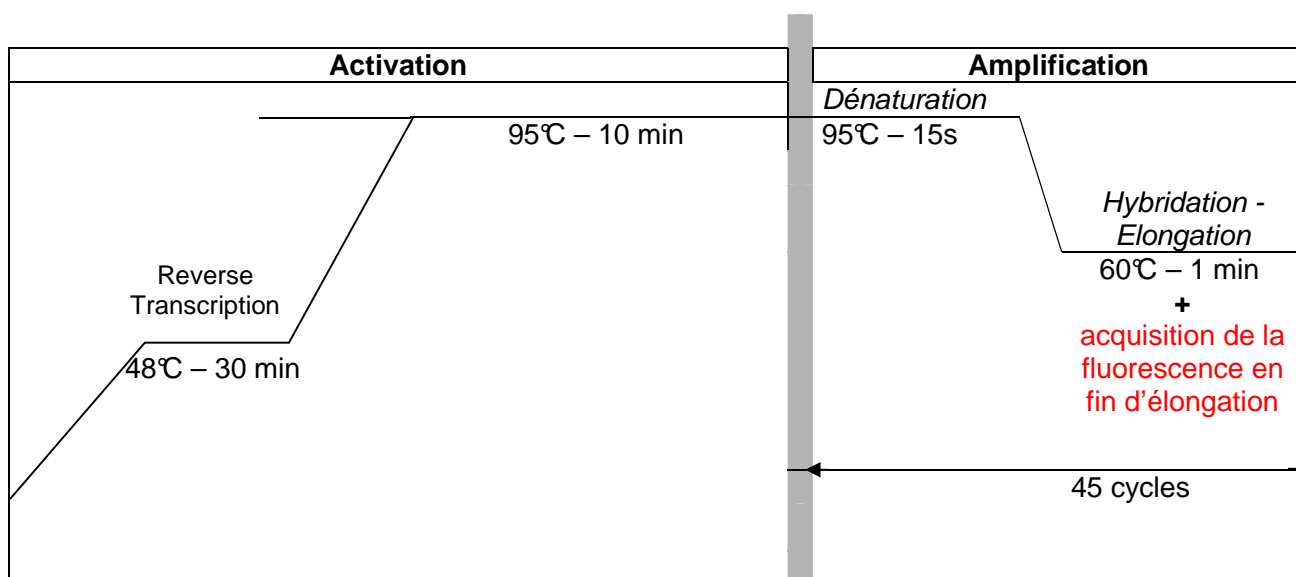 Activation
Amplification
Dénaturation
95°C – 10 min
95°C – 15s
Hybridation -
Elongation
60°C – 1 min
+
acquisition de la
fluorescence en
fin d'élongation
Reverse
Transcription
48°C – 30 min
45 cycles